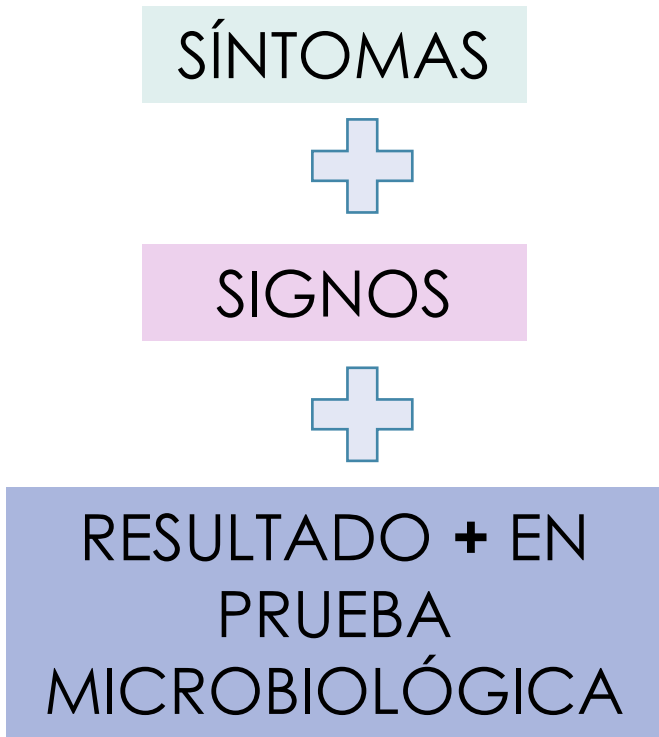 SÍNTOMAS
SIGNOS
RESULTADO + EN
PRUEBA
MICROBIOLÓGICA